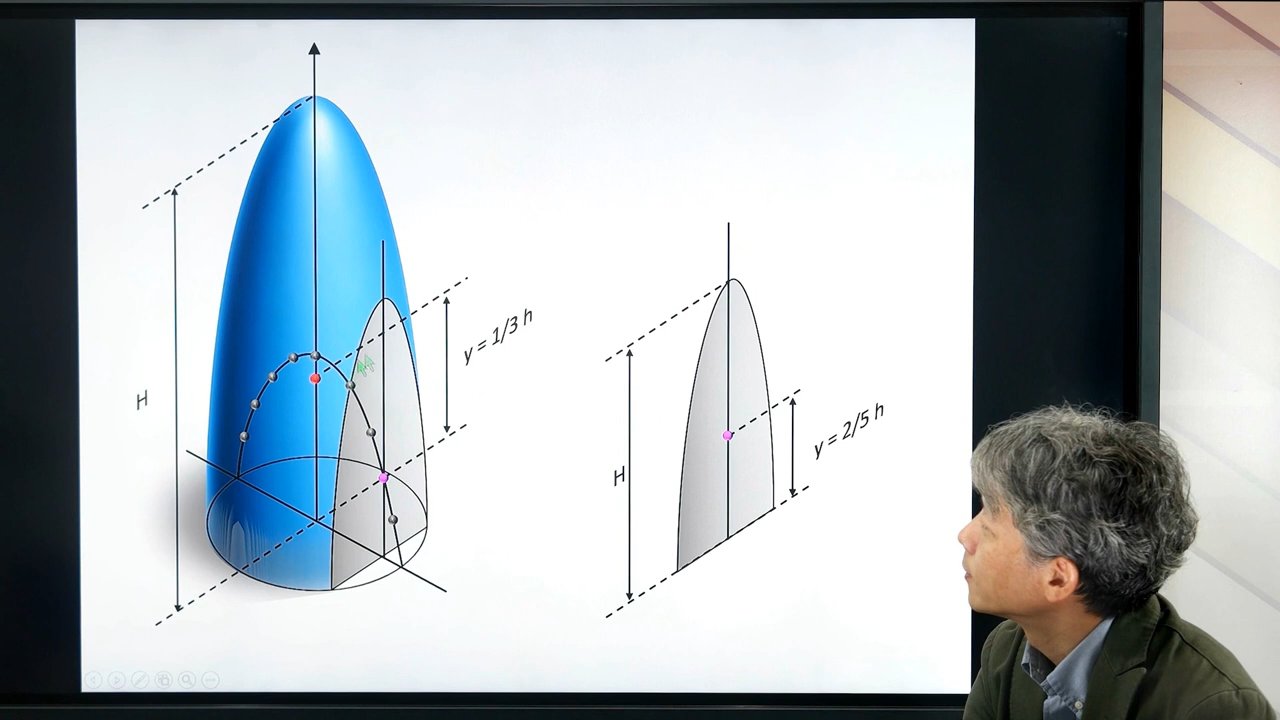 H
y = 1/3 h
H
y = 2/5 h